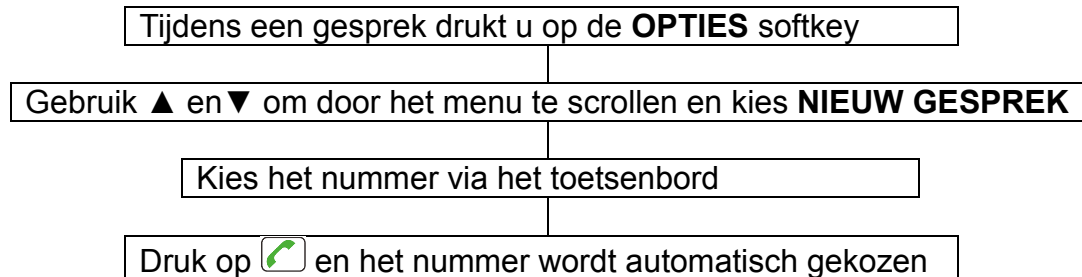 Tijdens een gesprek drukt u op de OPTIES softkey
Gebruik ▲ en▼ om door het menu te scrollen en kies NIEUW GESPREK
Kies het nummer via het toetsenbord
Druk op en het nummer wordt automatisch gekozen